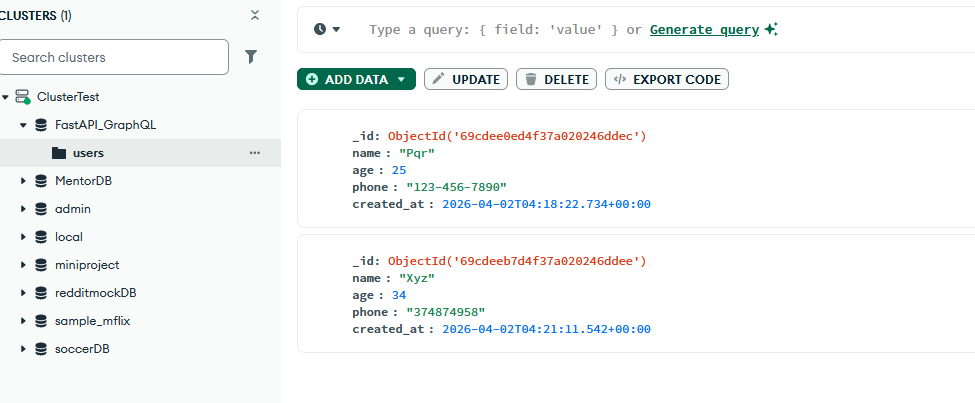 CLUSTERS (1)
Search clusters
ClusterTest
FastAPI_GraphQL
users
MentorDB
admin
local
miniproject
redditmockDB
sample_mflix
soccerDB
Type a query: { field: 'value' } or Generate query
ADD DATA
UPDATE
DELETE
EXPORT CODE
_id: ObjectId('69cdee0ed4f37a020246ddec')
name : "Pqr"
age : 25
phone : "123-456-7890"
created_at : 2026-04-02T04:18:22.734+00:00
_id: ObjectId('69cdeeb7d4f37a020246ddee')
name : "Xyz"
age : 34
phone : "374874958"
created_at : 2026-04-02T04:21:11.542+00:00